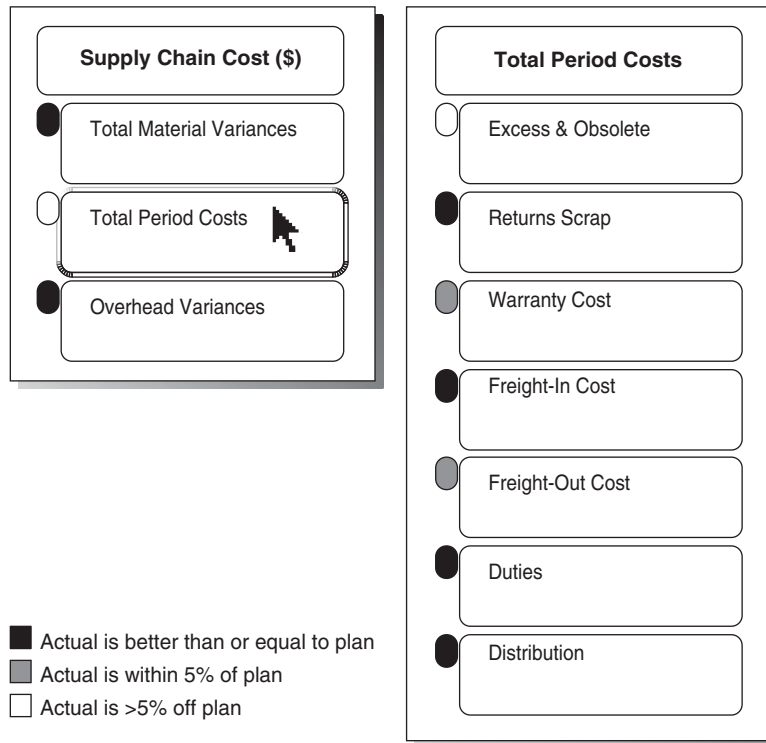 Supply Chain Cost ($)
Total Material Variances
Total Period Costs
Overhead Variances
Total Period Costs
Excess & Obsolete
Returns Scrap
Warranty Cost
Freight-In Cost
Freight-Out Cost
Duties
Distribution
Actual is better than or equal to plan
Actual is within 5% of plan
Actual is >5% off plan